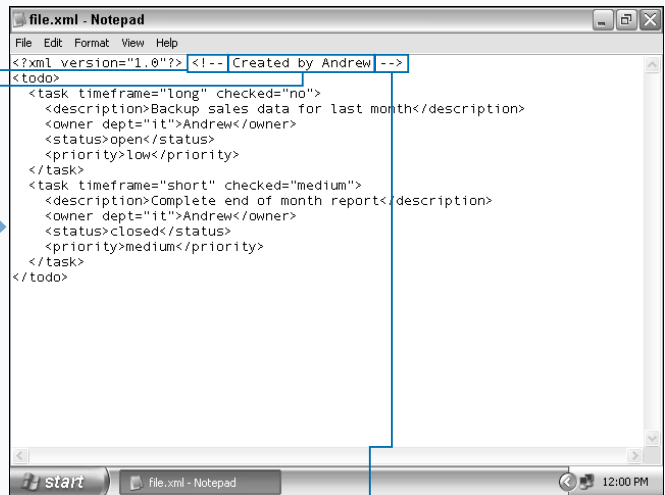 file.xml - Notepad
File Edit Format View Help
<?xml version="1.0"?> <!-- Created by Andrew -->
<todo>
  <task timeframe="long" checked="no">
    <description>Backup sales data for last month</description>
    <owner dept="it">Andrew</owner>
    <status>open</status>
    <priority>low</priority>
  </task>
  <task timeframe="short" checked="medium">
    <description>Complete end of month report</description>
    <owner dept="it">Andrew</owner>
    <status>closed</status>
    <priority>medium</priority>
  </task>
</todo>
start file.xml - Notepad 12:00 PM